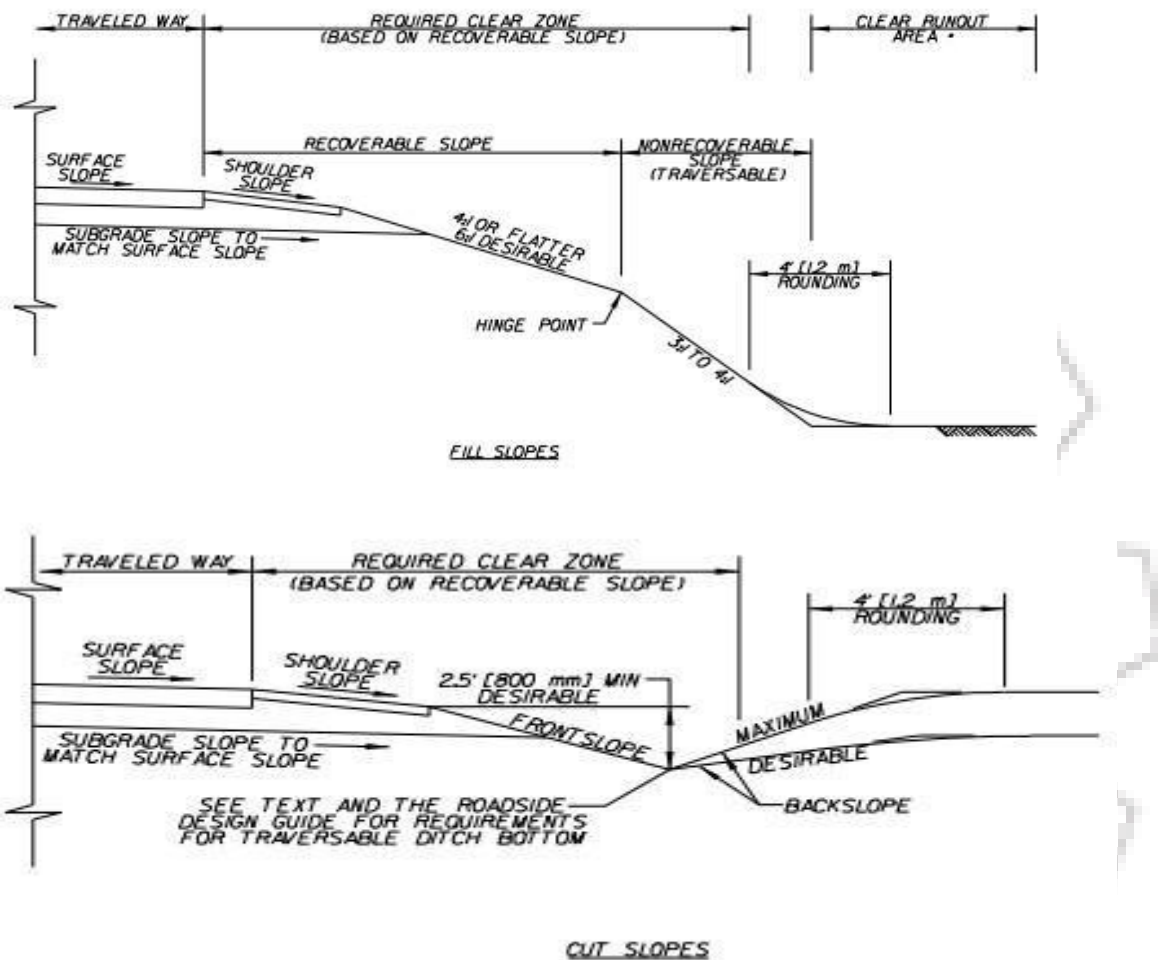 TRAVELED WAY
REQUIRED CLEAR ZONE
(BASED ON RECOVERABLE SLOPE)
CLEAR RUNOUT
AREA •
RECOVERABLE SLOPE
NONRECOVERABLE
SLOPE
(TRAVERSABLE)
SURFACE
SLOPE
SHOULDER
SLOPE
SUBGRADE SLOPE TO
MATCH SURFACE SLOPE
4:1 OR FLATTER
6:1 DESIRABLE
4' [1.2 m]
ROUNDING
HINGE POINT
3:1 TO 4:1
FILL SLOPES
TRAVELED WAY
REQUIRED CLEAR ZONE
(BASED ON RECOVERABLE SLOPE)
4' [1.2 m]
ROUNDING
SURFACE
SLOPE
SHOULDER
SLOPE
2.5' [800 mm] MIN
DESIRABLE
FRONTSLOPE
MAXIMUM
SUBGRADE SLOPE TO
MATCH SURFACE SLOPE
DESIRABLE
BACKSLOPE
SEE TEXT AND THE ROADSIDE
DESIGN GUIDE FOR REQUIREMENTS
FOR TRAVERSABLE DITCH BOTTOM
CUT SLOPES